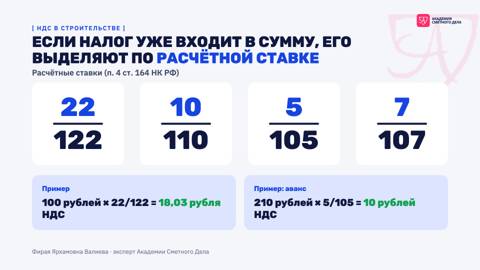 [ НДС В СТРОИТЕЛЬСТВЕ ]
АКАДЕМИЯ
СМЕТНОГО ДЕЛА
ЕСЛИ НАЛОГ УЖЕ ВХОДИТ В СУММУ, ЕГО
ВЫДЕЛЯЮТ ПО РАСЧЁТНОЙ СТАВКЕ
Расчётные ставки (п. 4 ст. 164 НК РФ)
22
122
10
110
5
105
7
107
Пример
100 рублей × 22/122 = 18,03 рубля
НДС
Пример: аванс
210 рублей × 5/105 = 10 рублей
НДС
Фирая Ярхамовна Валиева · эксперт Академии Сметного Дела